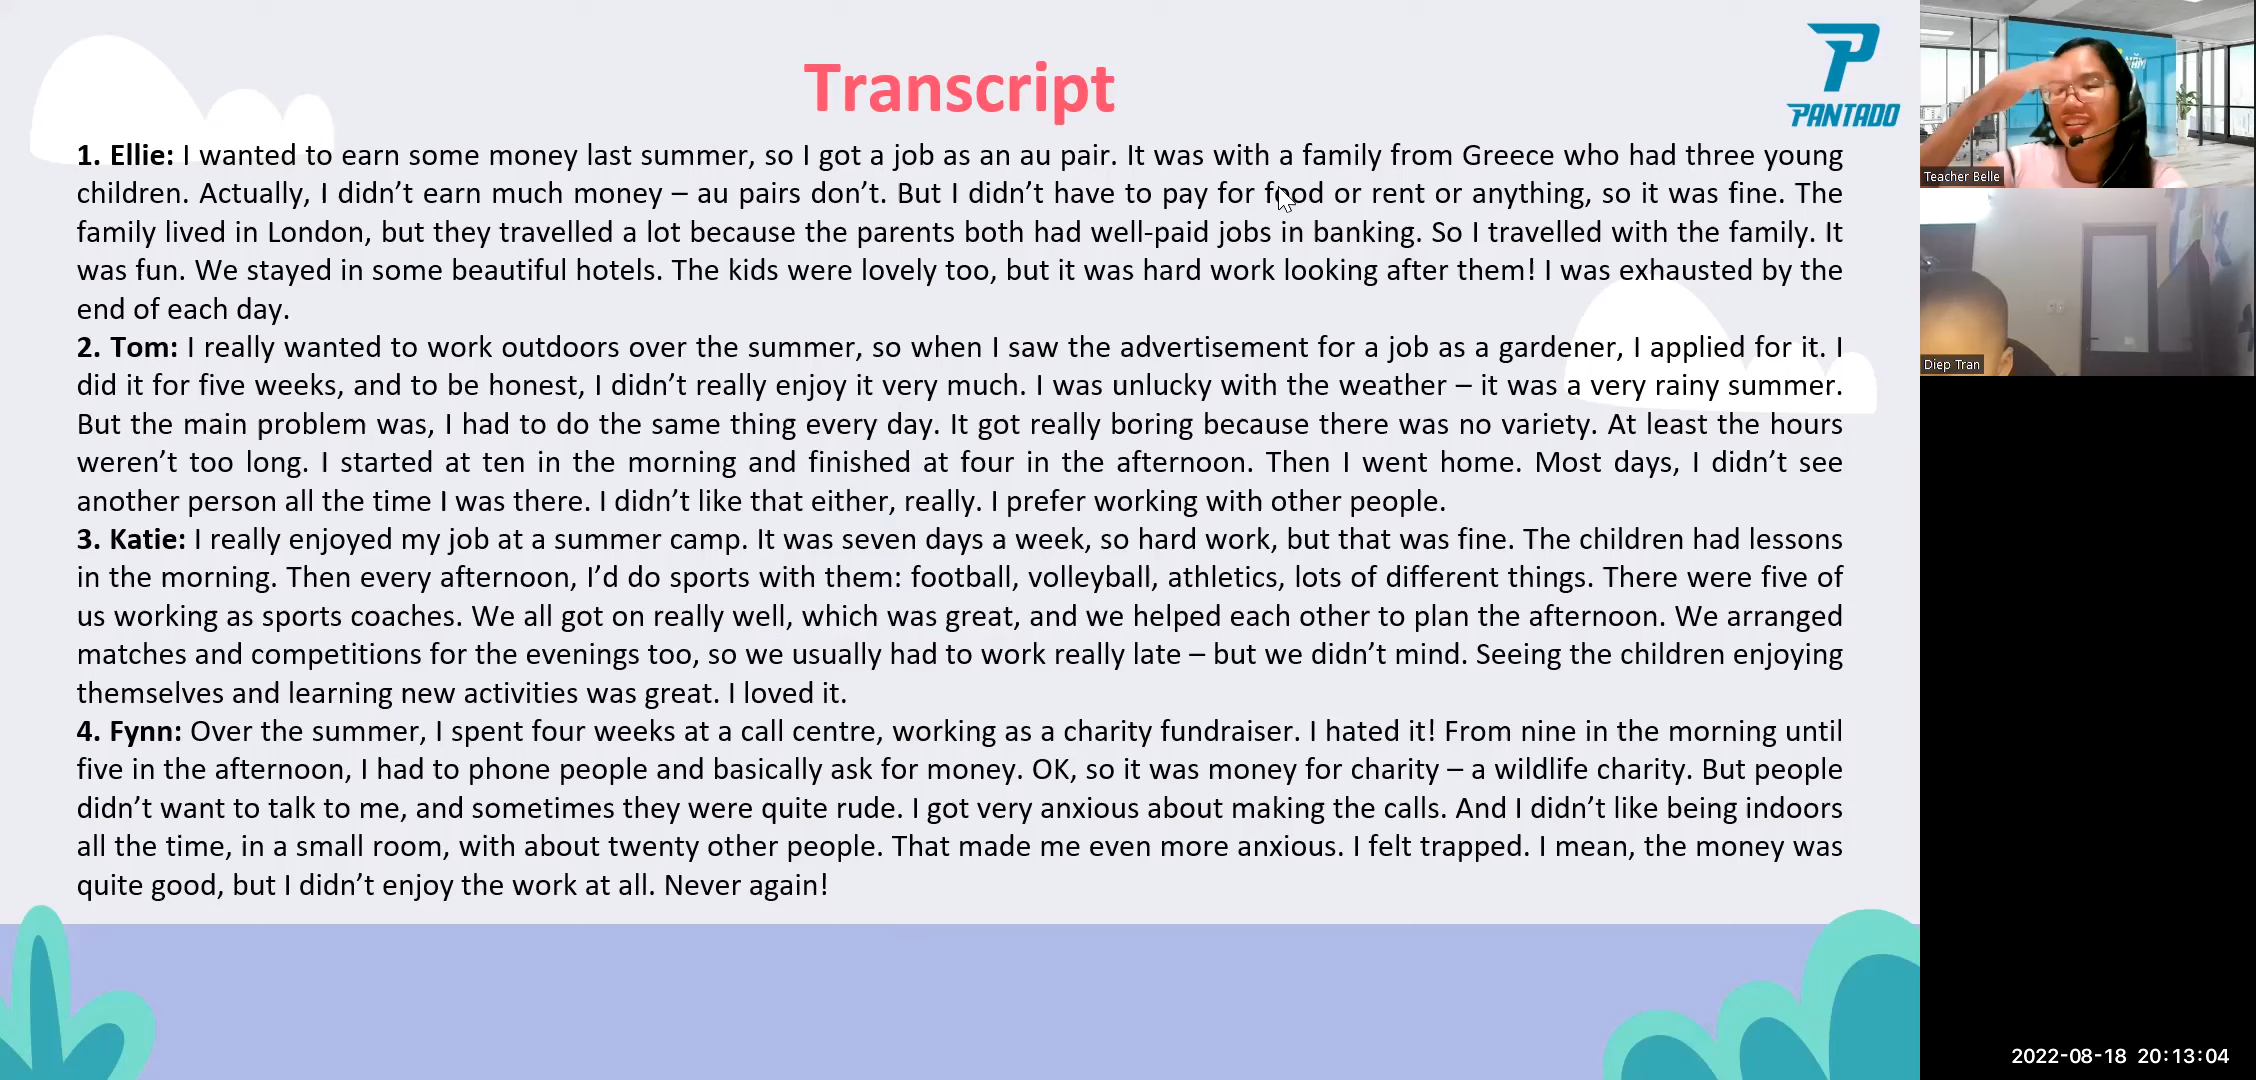 Transcript
PANTADO
1. Ellie: I wanted to earn some money last summer, so I got a job as an au pair. It was with a family from Greece who had three young
children. Actually, I didn’t earn much money – au pairs don’t. But I didn’t have to pay for food or rent or anything, so it was fine. The
family lived in London, but they travelled a lot because the parents both had well-paid jobs in banking. So I travelled with the family. It
was fun. We stayed in some beautiful hotels. The kids were lovely too, but it was hard work looking after them! I was exhausted by the
end of each day.
2. Tom: I really wanted to work outdoors over the summer, so when I saw the advertisement for a job as a gardener, I applied for it. I
did it for five weeks, and to be honest, I didn’t really enjoy it very much. I was unlucky with the weather – it was a very rainy summer.
But the main problem was, I had to do the same thing every day. It got really boring because there was no variety. At least the hours
weren’t too long. I started at ten in the morning and finished at four in the afternoon. Then I went home. Most days, I didn’t see
another person all the time I was there. I didn’t like that either, really. I prefer working with other people.
3. Katie: I really enjoyed my job at a summer camp. It was seven days a week, so hard work, but that was fine. The children had lessons
in the morning. Then every afternoon, I’d do sports with them: football, volleyball, athletics, lots of different things. There were five of
us working as sports coaches. We all got on really well, which was great, and we helped each other to plan the afternoon. We arranged
matches and competitions for the evenings too, so we usually had to work really late – but we didn’t mind. Seeing the children enjoying
themselves and learning new activities was great. I loved it.
4. Fynn: Over the summer, I spent four weeks at a call centre, working as a charity fundraiser. I hated it! From nine in the morning until
five in the afternoon, I had to phone people and basically ask for money. OK, so it was money for charity – a wildlife charity. But people
didn’t want to talk to me, and sometimes they were quite rude. I got very anxious about making the calls. And I didn’t like being indoors
all the time, in a small room, with about twenty other people. That made me even more anxious. I felt trapped. I mean, the money was
quite good, but I didn’t enjoy the work at all. Never again!
Teacher Belle
Diep Tran
2022-08-18 20:13:04